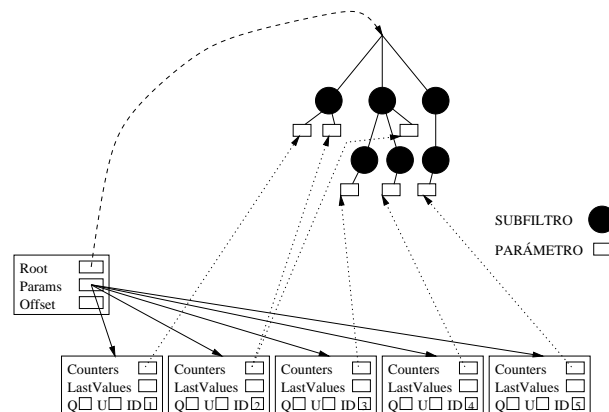 SUBFILTRO
PARÁMETRO
Root
Params
Offset
Counters
LastValues
Q U ID 1
Counters
LastValues
Q U ID 2
Counters
LastValues
Q U ID 3
Counters
LastValues
Q U ID 4
Counters
LastValues
Q U ID 5